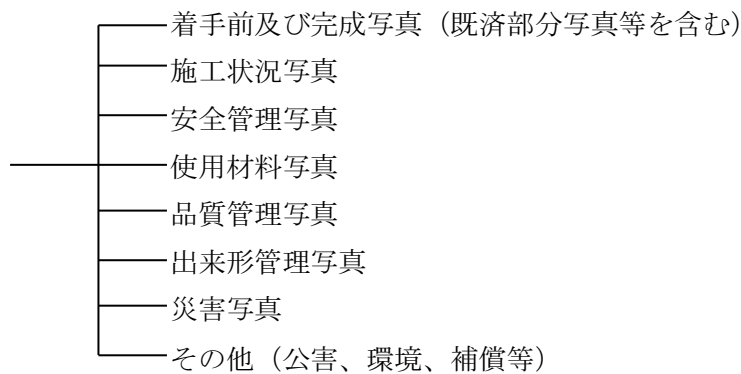 着手前及び完成写真（既済部分写真等を含む）
施工状況写真
安全管理写真
使用材料写真
品質管理写真
出来形管理写真
災害写真
その他（公害、環境、補償等）